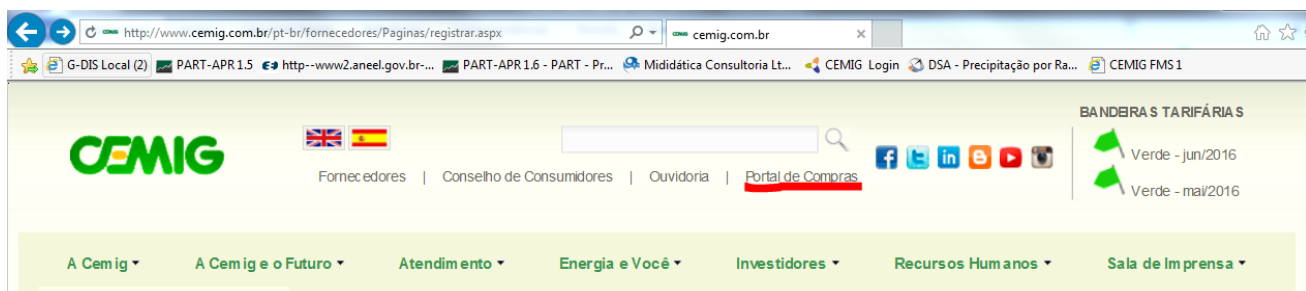 http://www.cemig.com.br/pt-br/fornecedores/Paginas/registrar.aspx
cemig.com.br
G-DIS Local (2) PART-APR 1.5 http--www2.aneel.gov.br-... PART-APR 1.6 - PART - Pr... Mididática Consultoria Lt... CEMIG Login DSA - Precipitação por Ra... CEMIG FMS 1
BANDEIRAS TARIFÁRIAS
CEMIG
Verde - jun/2016
Fornecedores | Conselho de Consumidores | Ouvidoria | Portal de Compras
Verde - mai/2016
A Cemig A Cemig e o Futuro Atendimento Energia e Você Investidores Recursos Humanos Sala de Imprensa